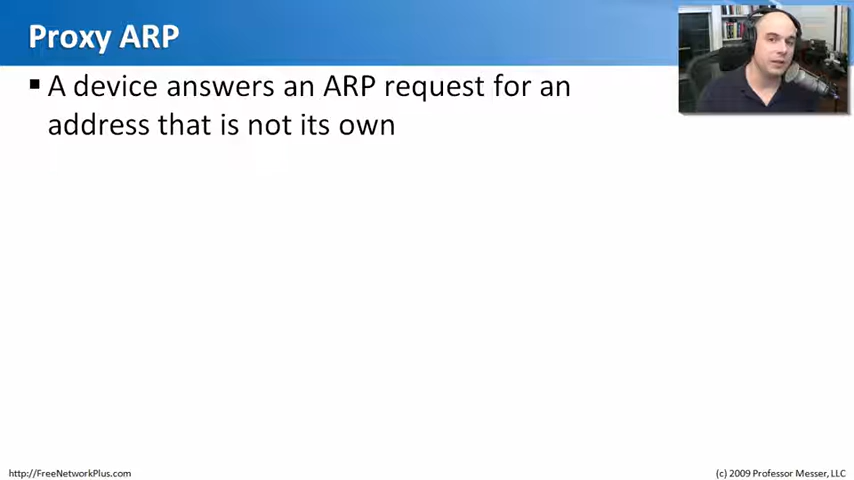 Proxy ARP
▪ A device answers an ARP request for an
address that is not its own
http://FreeNetworkPlus.com
(c) 2009 Professor Messer, LLC